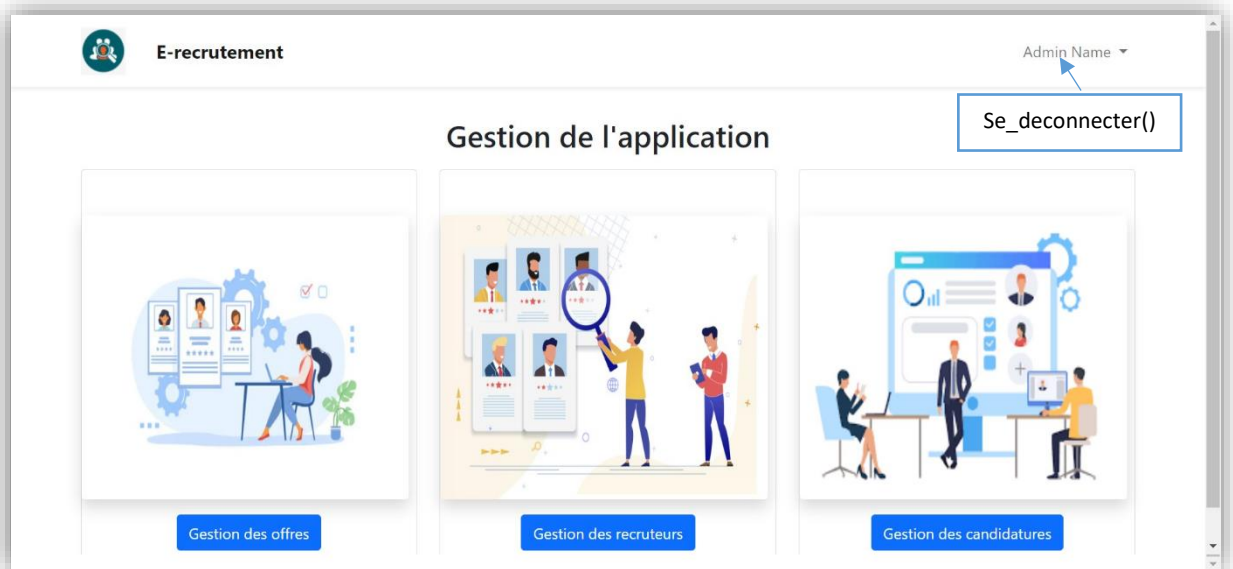 E-recrutement
Admin Name
Se_deconnecter()
Gestion de l'application
Gestion des offres
Gestion des recruteurs
Gestion des candidatures